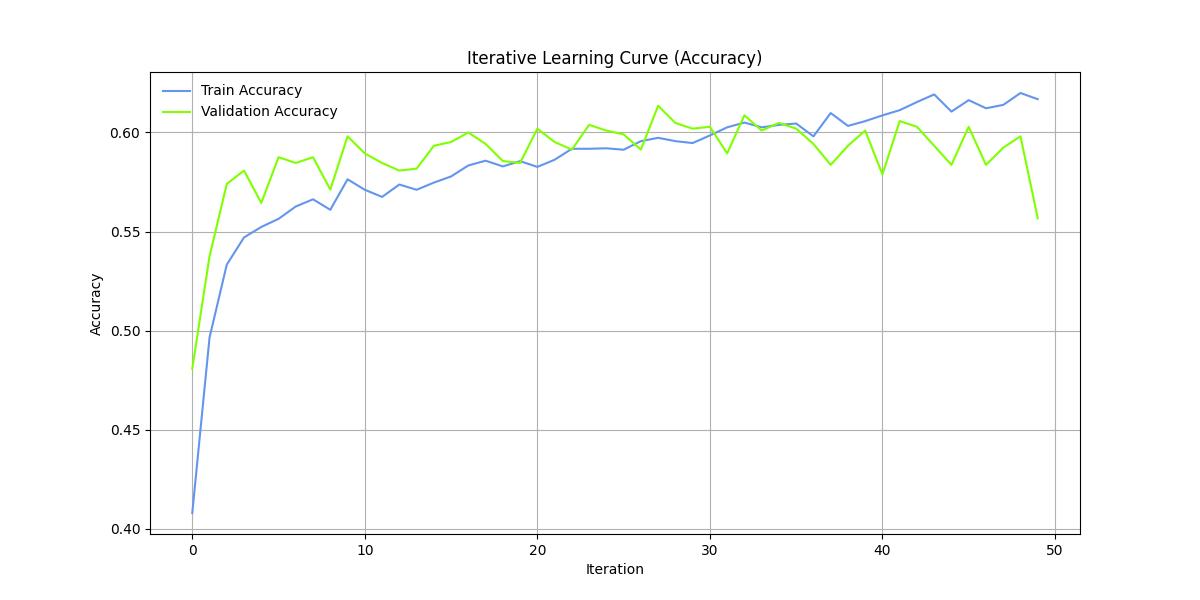 Iterative Learning Curve (Accuracy)
Train Accuracy
Validation Accuracy
0.60
0.55
0.50
0.45
0.40
Accuracy
0 10 20 30 40 50
Iteration